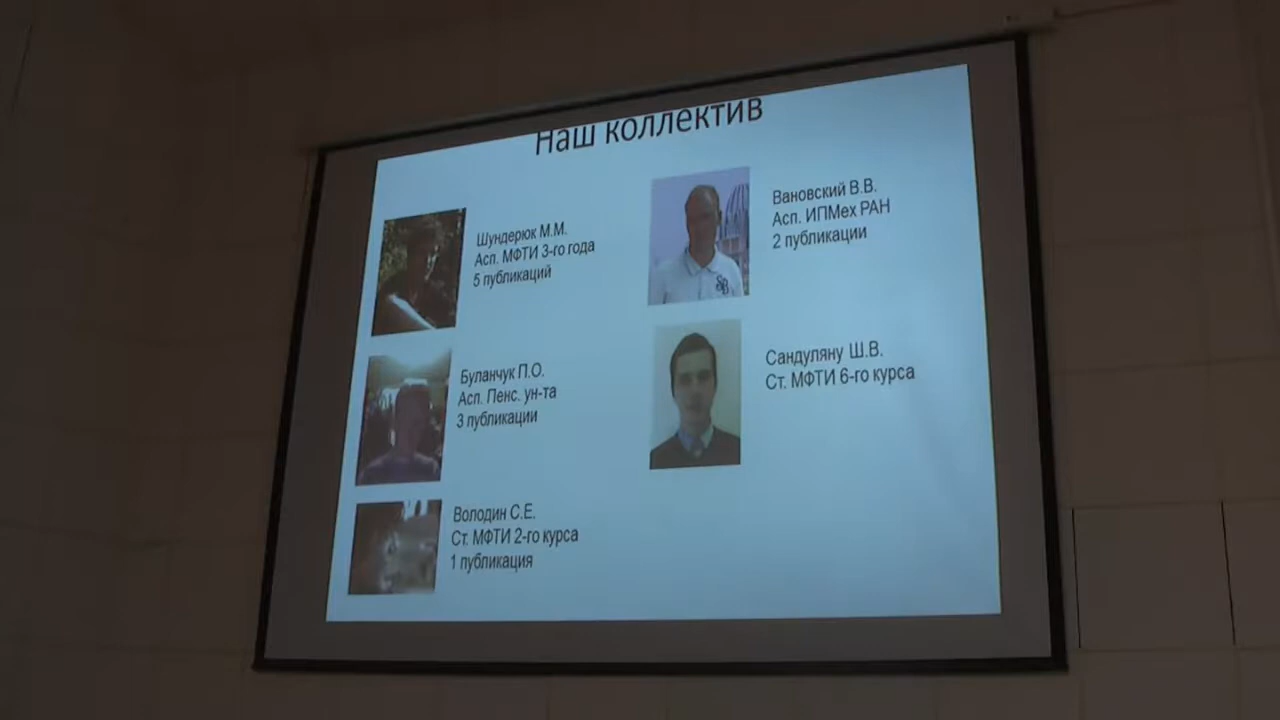 Наш коллектив
Шундерюк М.М.
Асп. МФТИ 3-го года
5 публикаций
Буланчук П.О.
Асп. Пенс. ун-та
3 публикации
Володин С.Е.
Ст. МФТИ 2-го курса
1 публикация
Вановский В.В.
Асп. ИПМех РАН
2 публикации
Сандуляну Ш.В.
Ст. МФТИ 6-го курса